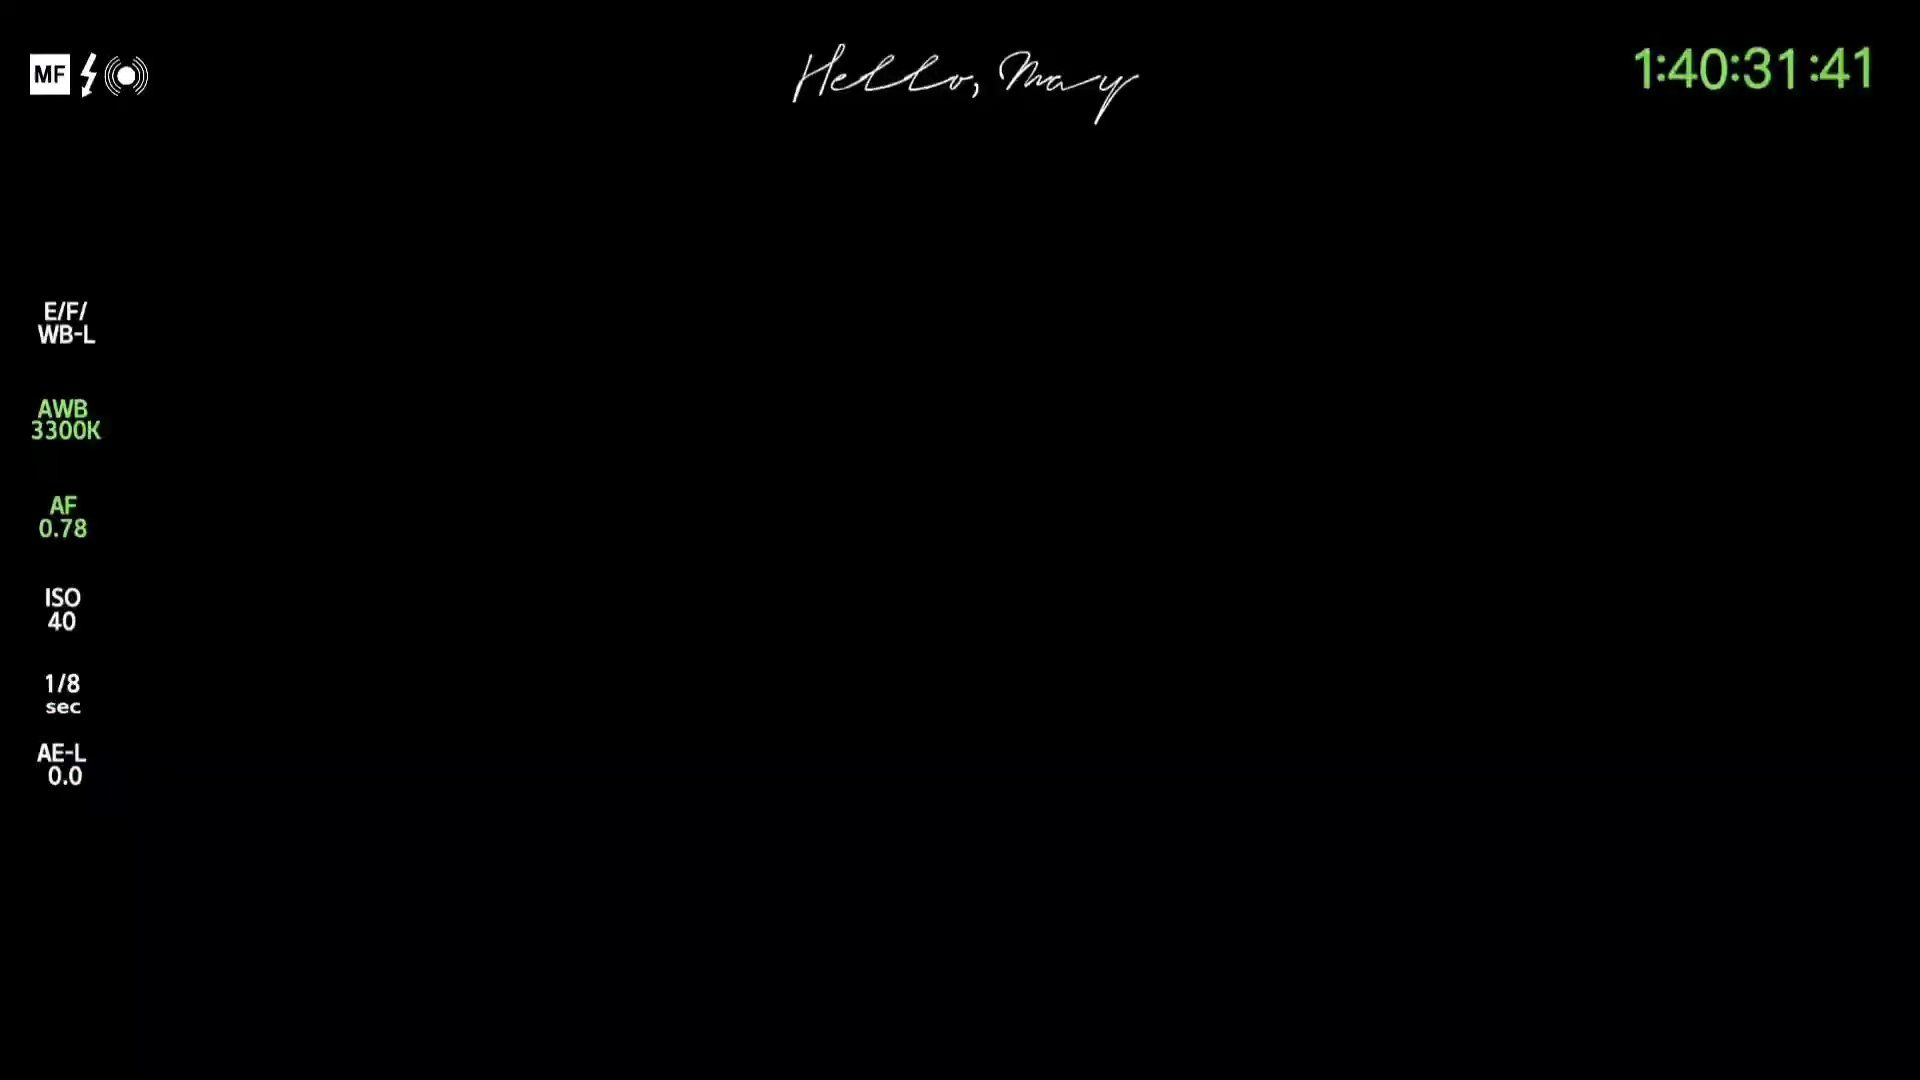 MF
Hello, May
1:40:31:41
E/F/
WB-L
AWB
3300K
AF
0.78
ISO
40
1/8
sec
AE-L
0.0